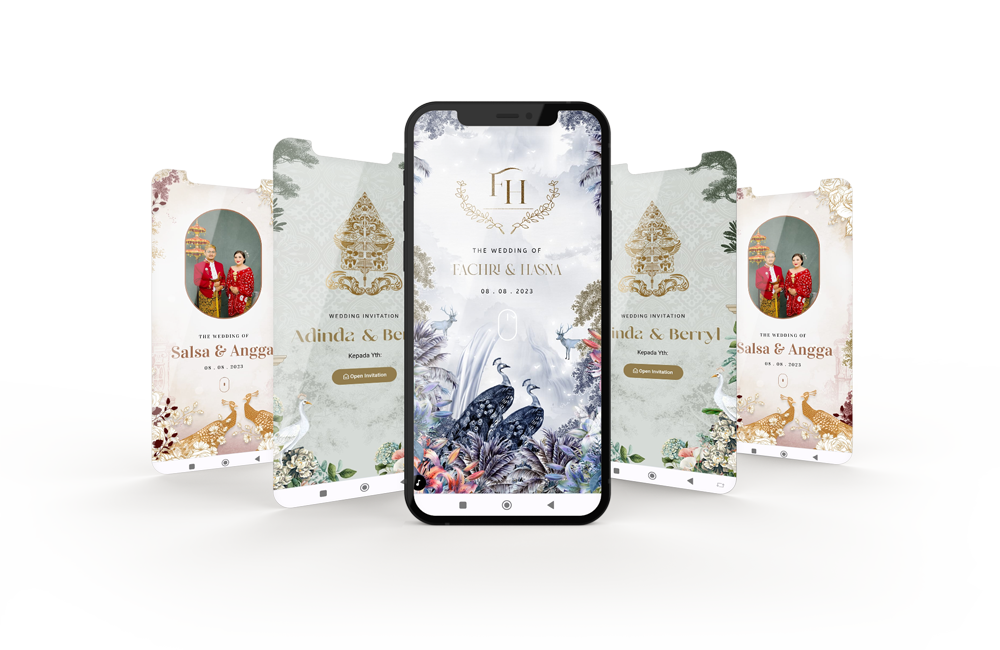 THE WEDDING OF
Salsa & Angga
08 . 08 . 2023
WEDDING INVITATION
Adinda & Ber
Kepada Yth:
Open Invitation
FH
THE WEDDING OF
FACHRI & HASNA
08 . 08 . 2023
WEDDING INVITATION
inda & Berryl
Kepada Yth:
Open Invitation
THE WEDDING OF
Salsa & Angga
08 . 08 . 2023